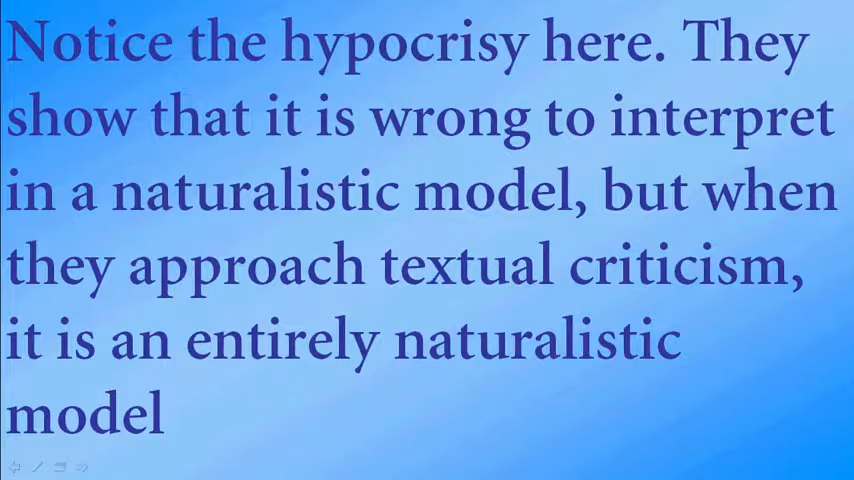 Notice the hypocrisy here. They
show that it is wrong to interpret
in a naturalistic model, but when
they approach textual criticism,
it is an entirely naturalistic
model